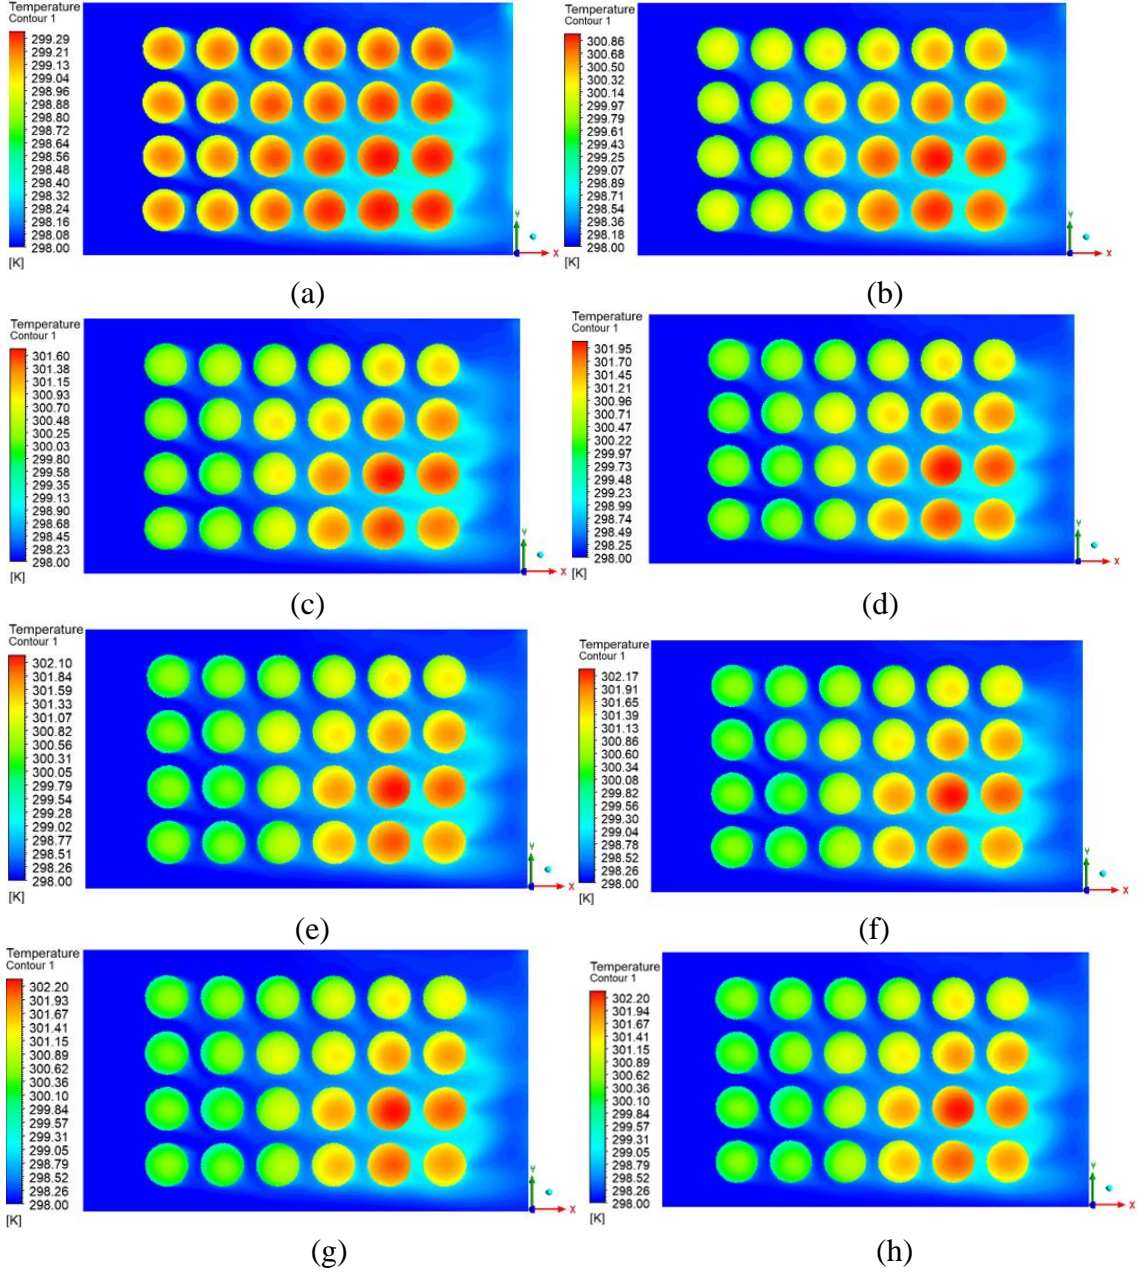 Temperature
Contour 1
299.29
299.21
299.13
299.04
298.96
298.88
298.80
298.72
298.64
298.56
298.48
298.40
298.32
298.24
298.16
298.08
298.00
[K]
Y
X
(a)
Temperature
Contour 1
300.86
300.68
300.50
300.32
300.14
299.97
299.79
299.61
299.43
299.25
299.07
298.89
298.71
298.54
298.36
298.18
298.00
[K]
Y
X
(b)
Temperature
Contour 1
301.60
301.38
301.15
300.93
300.70
300.48
300.25
300.03
299.80
299.58
299.35
299.13
298.90
298.68
298.45
298.23
298.00
[K]
Y
X
(c)
Temperature
Contour 1
301.95
301.70
301.45
301.21
300.96
300.71
300.47
300.22
299.97
299.73
299.48
299.23
298.99
298.74
298.49
298.25
298.00
[K]
Y
X
(d)
Temperature
Contour 1
302.10
301.84
301.59
301.33
301.07
300.82
300.56
300.31
300.05
299.79
299.54
299.28
299.02
298.77
298.51
298.26
298.00
[K]
Y
X
(e)
Temperature
Contour 1
302.17
301.91
301.65
301.39
301.13
300.86
300.60
300.34
300.08
299.82
299.56
299.30
299.04
298.78
298.52
298.26
298.00
[K]
Y
X
(f)
Temperature
Contour 1
302.20
301.93
301.67
301.41
301.15
300.89
300.62
300.36
300.10
299.84
299.57
299.31
299.05
298.79
298.52
298.26
298.00
[K]
Y
X
(g)
Temperature
Contour 1
302.20
301.94
301.67
301.41
301.15
300.89
300.62
300.36
300.10
299.84
299.57
299.31
299.05
298.79
298.52
298.26
298.00
[K]
Y
X
(h)